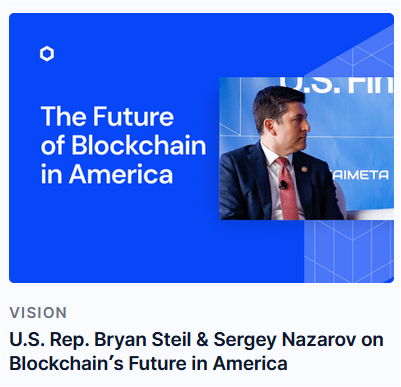 The Future
of Blockchain
in America
U.S. Fin
AIMETA
VISION
U.S. Rep. Bryan Steil & Sergey Nazarov on
Blockchain’s Future in America